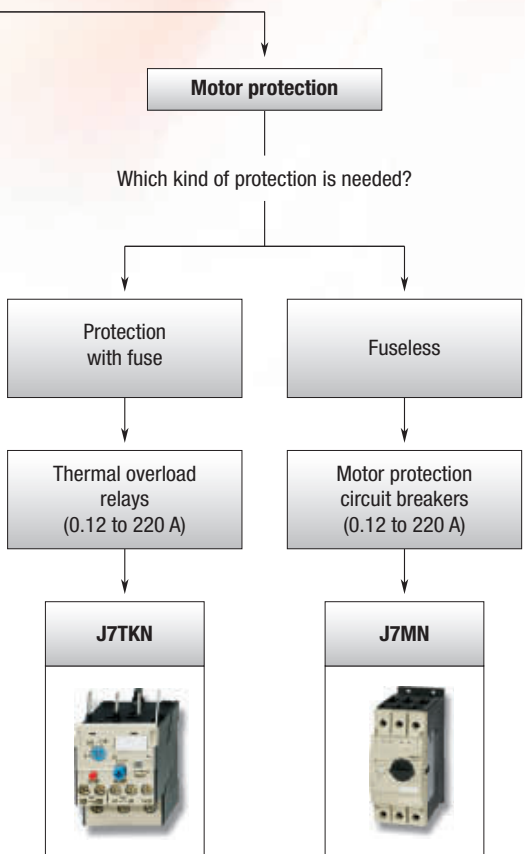 Motor protection
Which kind of protection is needed?
Protection
with fuse
Fuseless
Thermal overload
relays
(0.12 to 220 A)
Motor protection
circuit breakers
(0.12 to 220 A)
J7TKN
J7MN